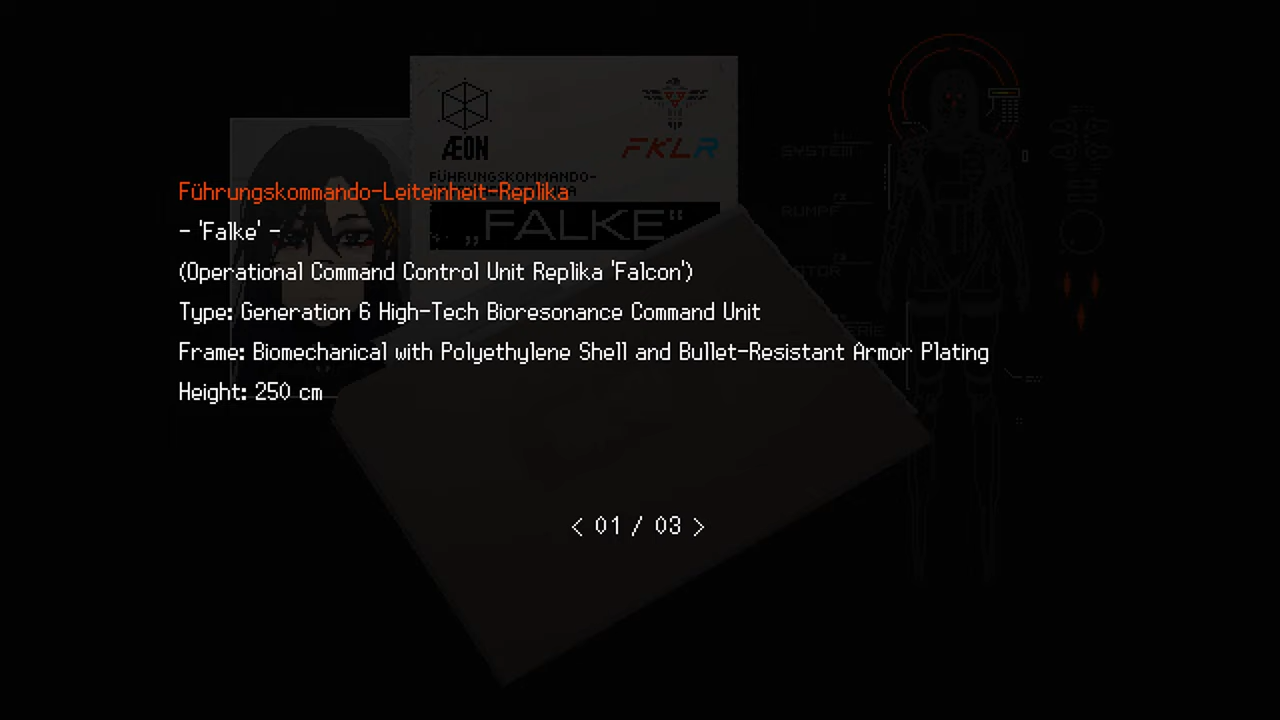 ÆON
FKLR
FÜHRUNGSKOMMANDO-
„FALKE“
SYSTEM
RUMPF
Führungskommando-Leiteinheit-Replika
- 'Falke' -
(Operational Command Control Unit Replika 'Falcon')
Type: Generation 6 High-Tech Bioresonance Command Unit
Frame: Biomechanical with Polyethylene Shell and Bullet-Resistant Armor Plating
Height: 250 cm
< 01 / 03 >